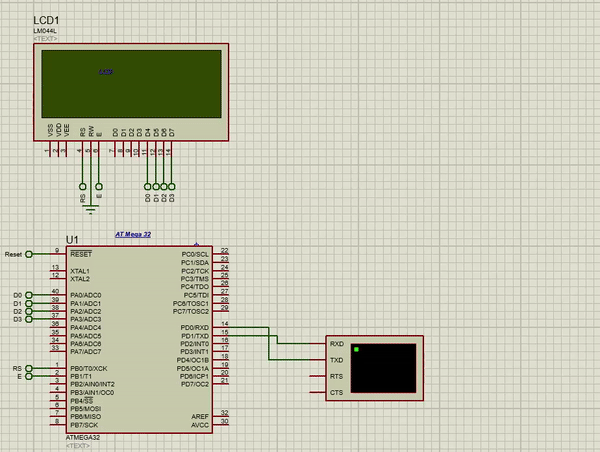 LCD1
LM044L
<TEXT>
VSS VDD VEE RS RW E D0 D1 D2 D3 D4 D5 D6 D7
1 2 3 4 5 6 7 8 9 10 11 12 13 14
RS E D0 D1 D2 D3
AT Mega 32
U1
Reset 9 RESET PC0/SCL 22
PC1/SDA 23
13 XTAL1 PC2/TCK 24
12 XTAL2 PC3/TMS 25
PC4/TDO 26
D0 40 PA0/ADC0 PC5/TDI 27
D1 39 PA1/ADC1 PC6/TOSC1 28
D2 38 PA2/ADC2 PC7/TOSC2 29
D3 37 PA3/ADC3
36 PA4/ADC4 PD0/RXD 14
35 PA5/ADC5 PD1/TXD 15
34 PA6/ADC6 PD2/INT0 16
33 PA7/ADC7 PD3/INT1 17
PD4/OC1B 18
RS 1 PB0/T0/XCK PD5/OC1A 19
E 2 PB1/T1 PD6/ICP1 20
3 PB2/AIN0/INT2 PD7/OC2 21
4 PB3/AIN1/OC0
5 PB4/SS
6 PB5/MOSI
7 PB6/MISO AREF 32
8 PB7/SCK AVCC 30
ATMEGA32
<TEXT>
RXD
TXD
RTS
CTS